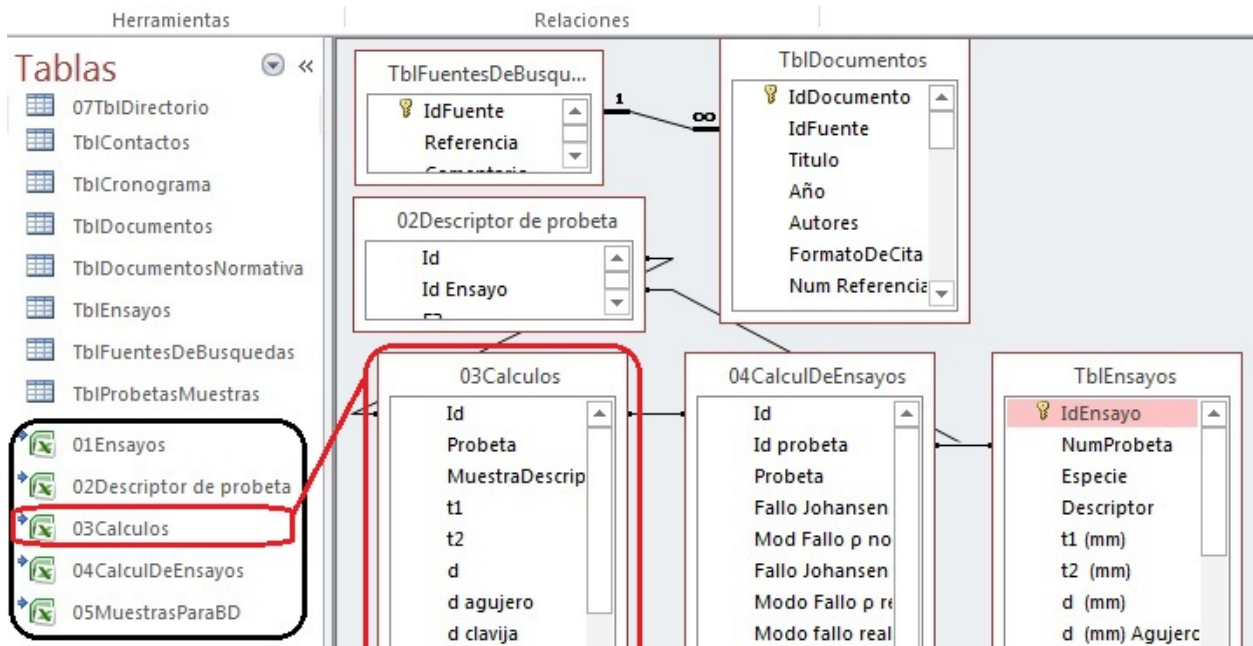 Herramientas
Relaciones
Tablas
«
07TblDirectorio
TblContactos
TblCronograma
TblDocumentos
TblDocumentosNormativa
TblEnsayos
TblFuentesDeBusquedas
TblProbetasMuestras
01Ensayos
02Descriptor de probeta
03Calculos
04CalculDeEnsayos
05MuestrasParaBD
TblFuentesDeBusqu...
IdFuente
Referencia
1
∞
TblDocumentos
IdDocumento
IdFuente
Titulo
Año
Autores
FormatoDeCita
Num Referencia
02Descriptor de probeta
Id
Id Ensayo
03Calculos
Id
Probeta
MuestraDescrip
t1
t2
d
d agujero
d clavija
04CalculDeEnsayos
Id
Id probeta
Probeta
Fallo Johansen
Mod Fallo ρ no
Fallo Johansen
Modo Fallo ρ re
Modo fallo real
TblEnsayos
IdEnsayo
NumProbeta
Especie
Descriptor
t1 (mm)
t2 (mm)
d (mm)
d (mm) Agujerc